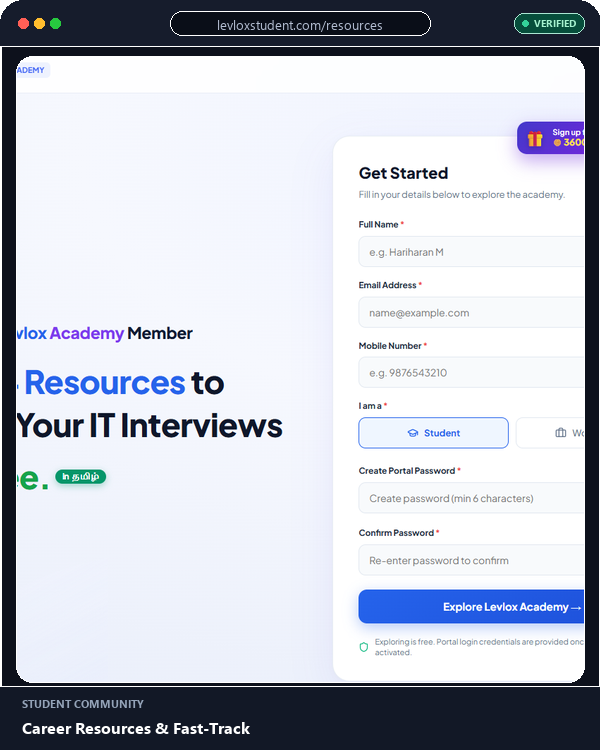 levloxstudent.com/resources
VERIFIED
ADEMY
Sign up
3600
Get Started
Fill in your details below to explore the academy.
Full Name *
e.g. Hariharan M
Email Address *
name@example.com
Mobile Number *
e.g. 9876543210
I am a *
Student
Create Portal Password *
Create password (min 6 characters)
Confirm Password *
Re-enter password to confirm
Explore Levlox Academy →
Exploring is free. Portal login credentials are provided
activated.
vlox Academy Member
Resources to
Your IT Interviews
ee.
in தமிழ்
STUDENT COMMUNITY
Career Resources & Fast-Track